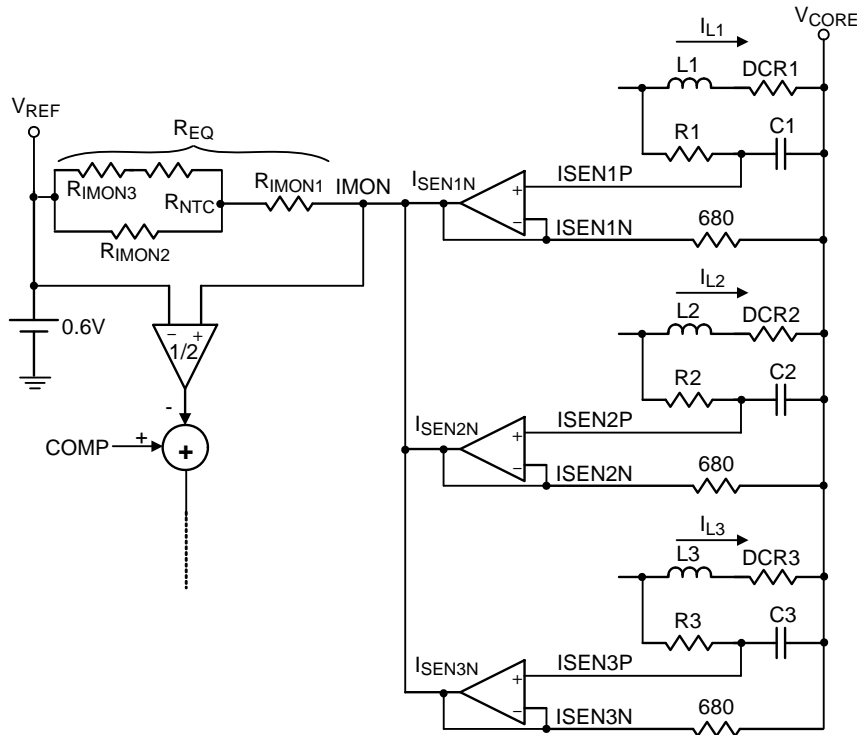 VCORE
IL1
L1
DCR1
VREF
REQ
R1
C1
RIMON3
RNTC
RIMON1
IMON
ISEN1N
ISEN1P
+
−
RIMON2
ISEN1N
680
0.6V
− +
1/2
IL2
L2
DCR2
R2
C2
-
COMP
+
+
ISEN2N
ISEN2P
+
−
ISEN2N
680
IL3
L3
DCR3
R3
C3
ISEN3N
ISEN3P
+
−
ISEN3N
680